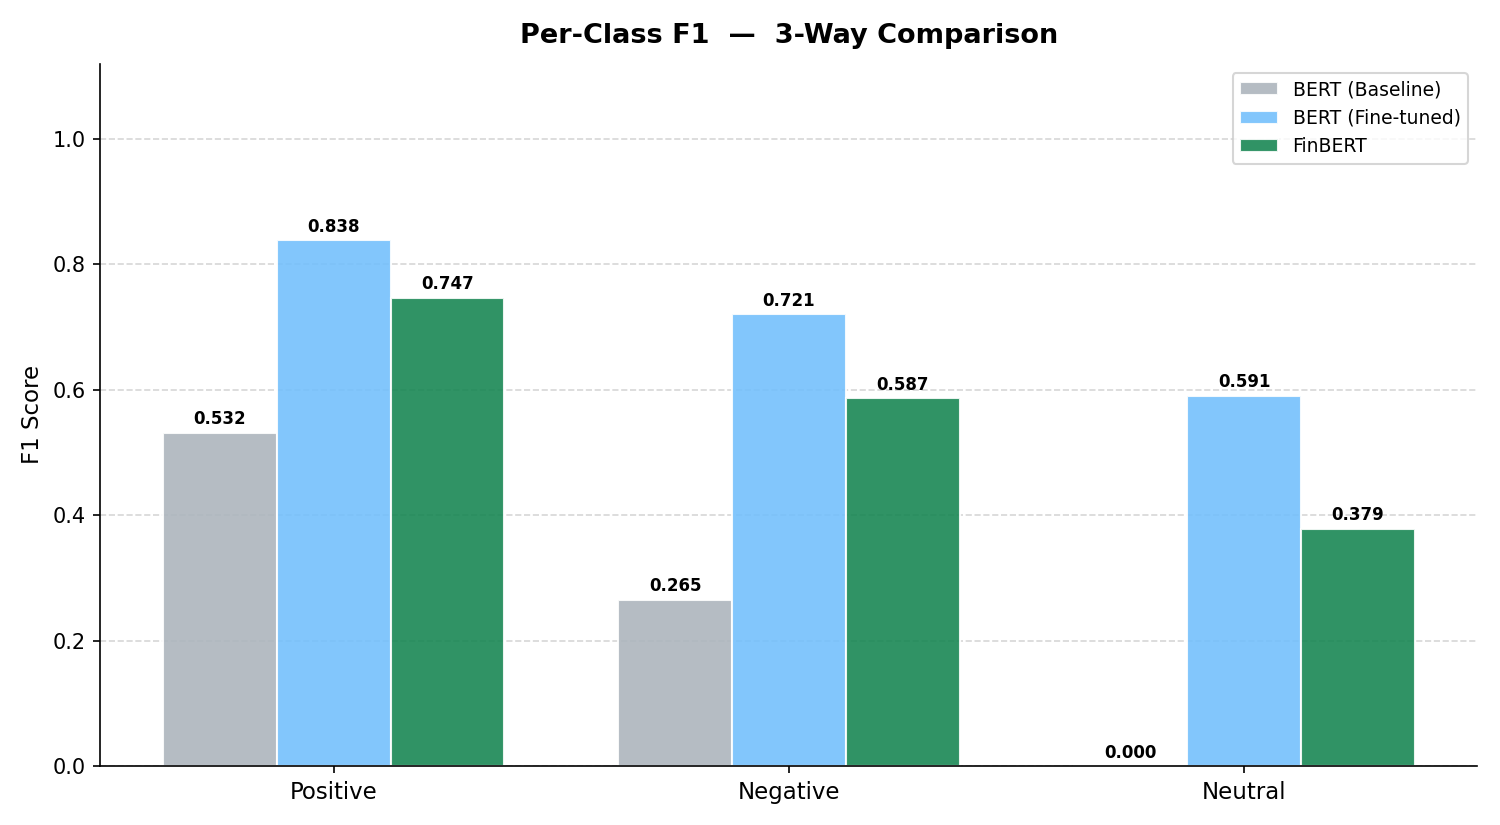 Per-Class F1 — 3-Way Comparison
BERT (Baseline)
BERT (Fine-tuned)
FinBERT
F1 Score
1.0
0.8
0.6
0.4
0.2
0.0
0.532
0.838
0.747
0.265
0.721
0.587
0.000
0.591
0.379
Positive
Negative
Neutral